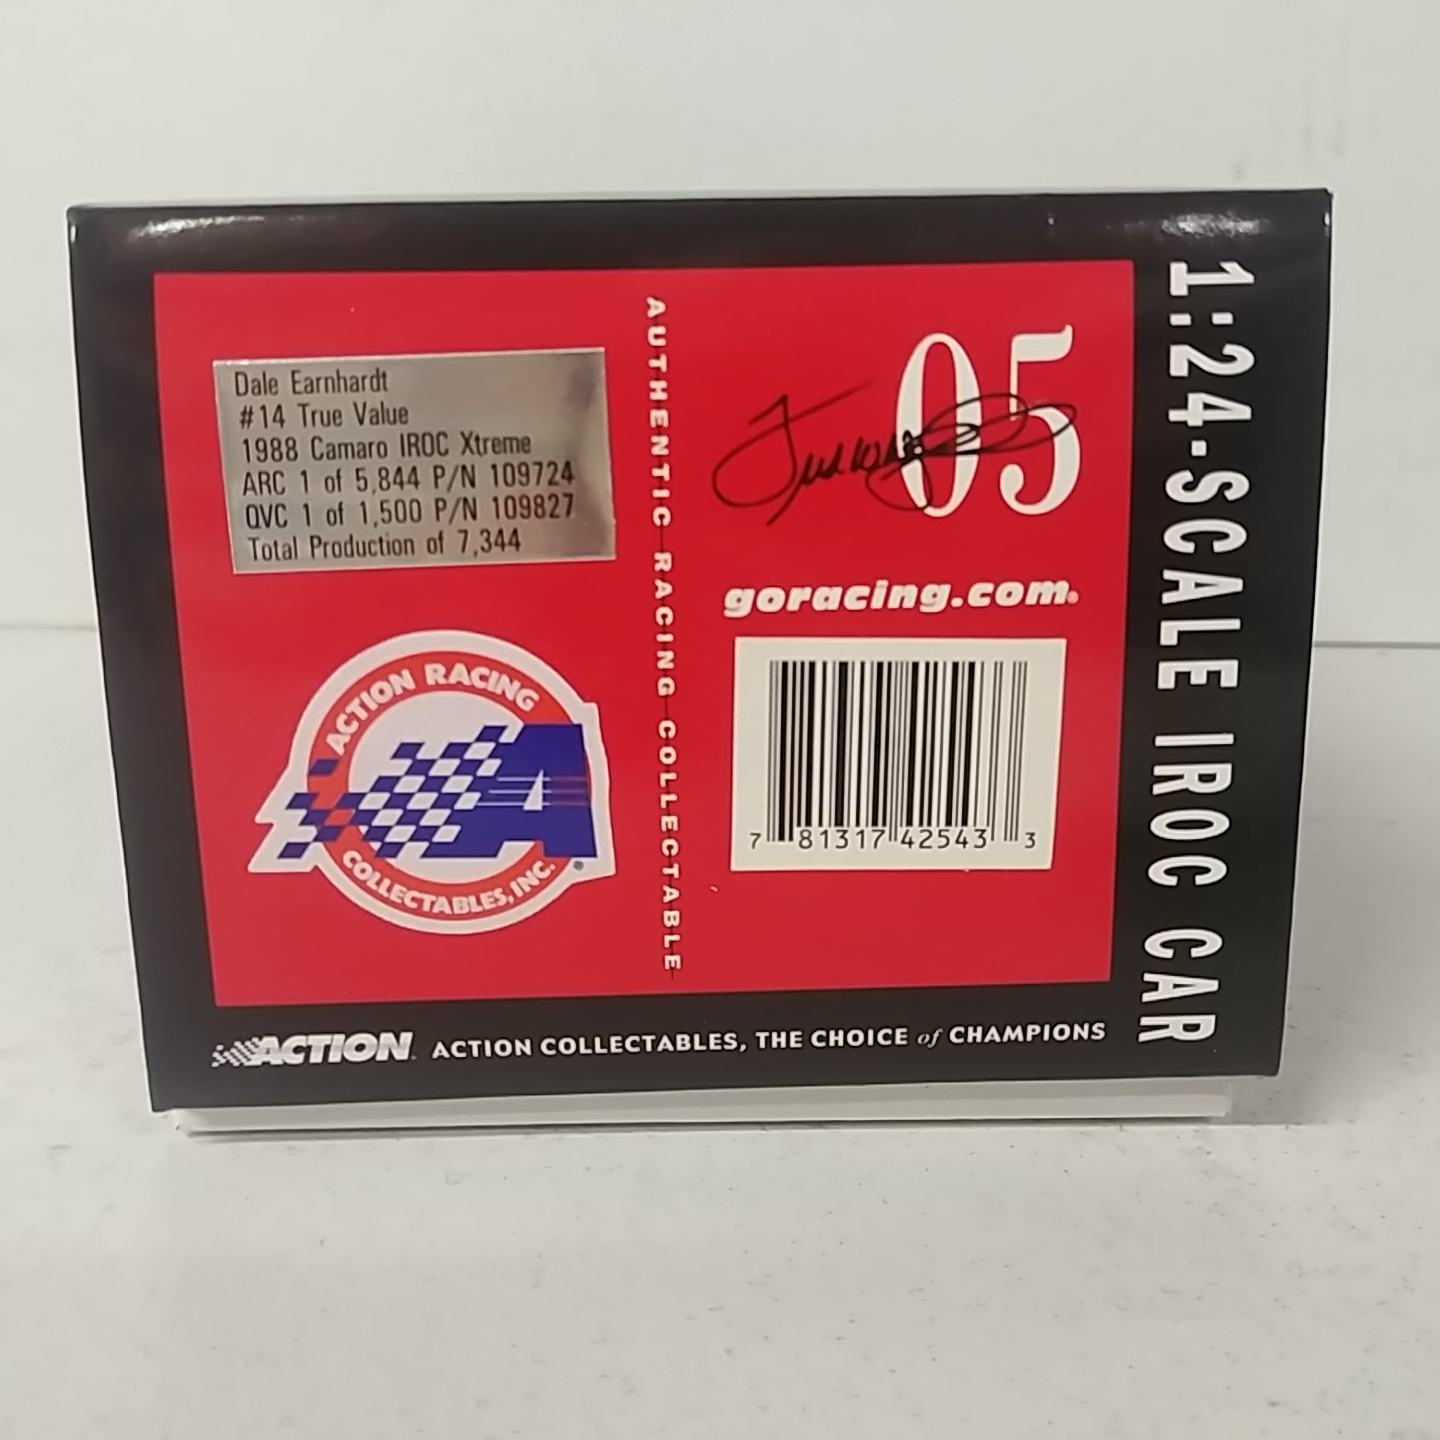 Dale Earnhardt
#14 True Value
1988 Camaro IROC Xtreme
ARC 1 of 5,844 P/N 109724
QVC 1 of 1,500 P/N 109827
Total Production of 7,344
ACTION RACING
COLLECTABLES, INC.
AUTHENTIC RACING COLLECTABLE
05
goracing.com®
7 81317 42543 3
1:24-SCALE IROC CAR
ACTION ACTION COLLECTABLES, THE CHOICE of CHAMPIONS